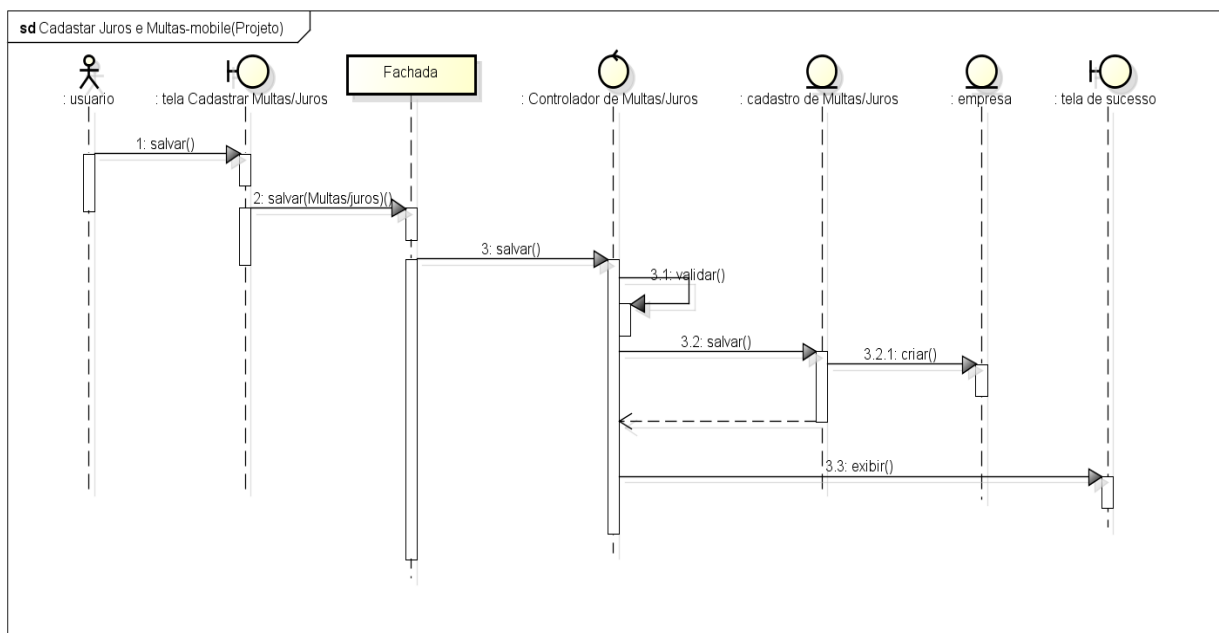 sd Cadastar Juros e Multas-mobile(Projeto)
: usuário
: tela Cadastrar Multas/Juros
Fachada
: Controlador de Multas/Juros
: cadastro de Multas/Juros
: empresa
: tela de sucesso
1: salvar()
2: salvar(Multas/juros)()
3: salvar()
3.1: validar()
3.2: salvar()
3.2.1: criar()
3.3: exibir()